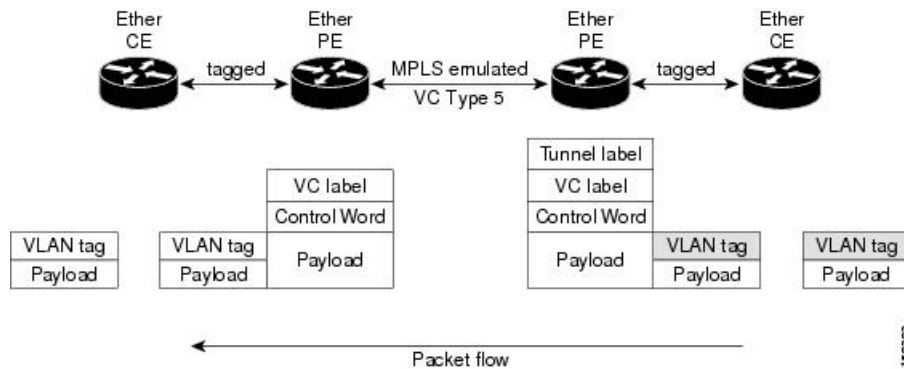 Ether
CE
Ether
PE
Ether
PE
Ether
CE
tagged
MPLS emulated
VC Type 5
tagged
Tunnel label
VC label
VC label
Control Word
Control Word
VLAN tag
VLAN tag
Payload
Payload
VLAN tag
VLAN tag
Payload
Payload
Payload
Payload
Packet flow